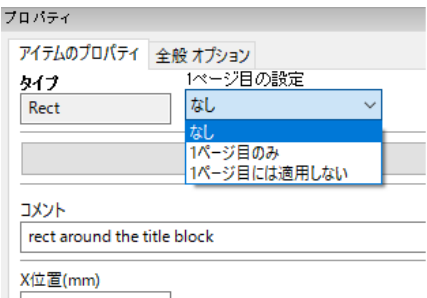 プロパティ
アイテムのプロパティ 全般 オプション
タイプ 1ページ目の設定
Rect なし
なし
1ページ目のみ
1ページ目には適用しない
コメント
rect around the title block
X位置(mm)